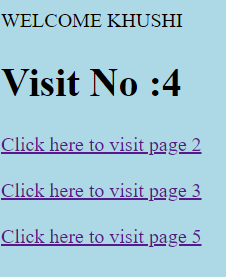 WELCOME KHUSHI
Visit No :4
Click here to visit page 2
Click here to visit page 3
Click here to visit page 5